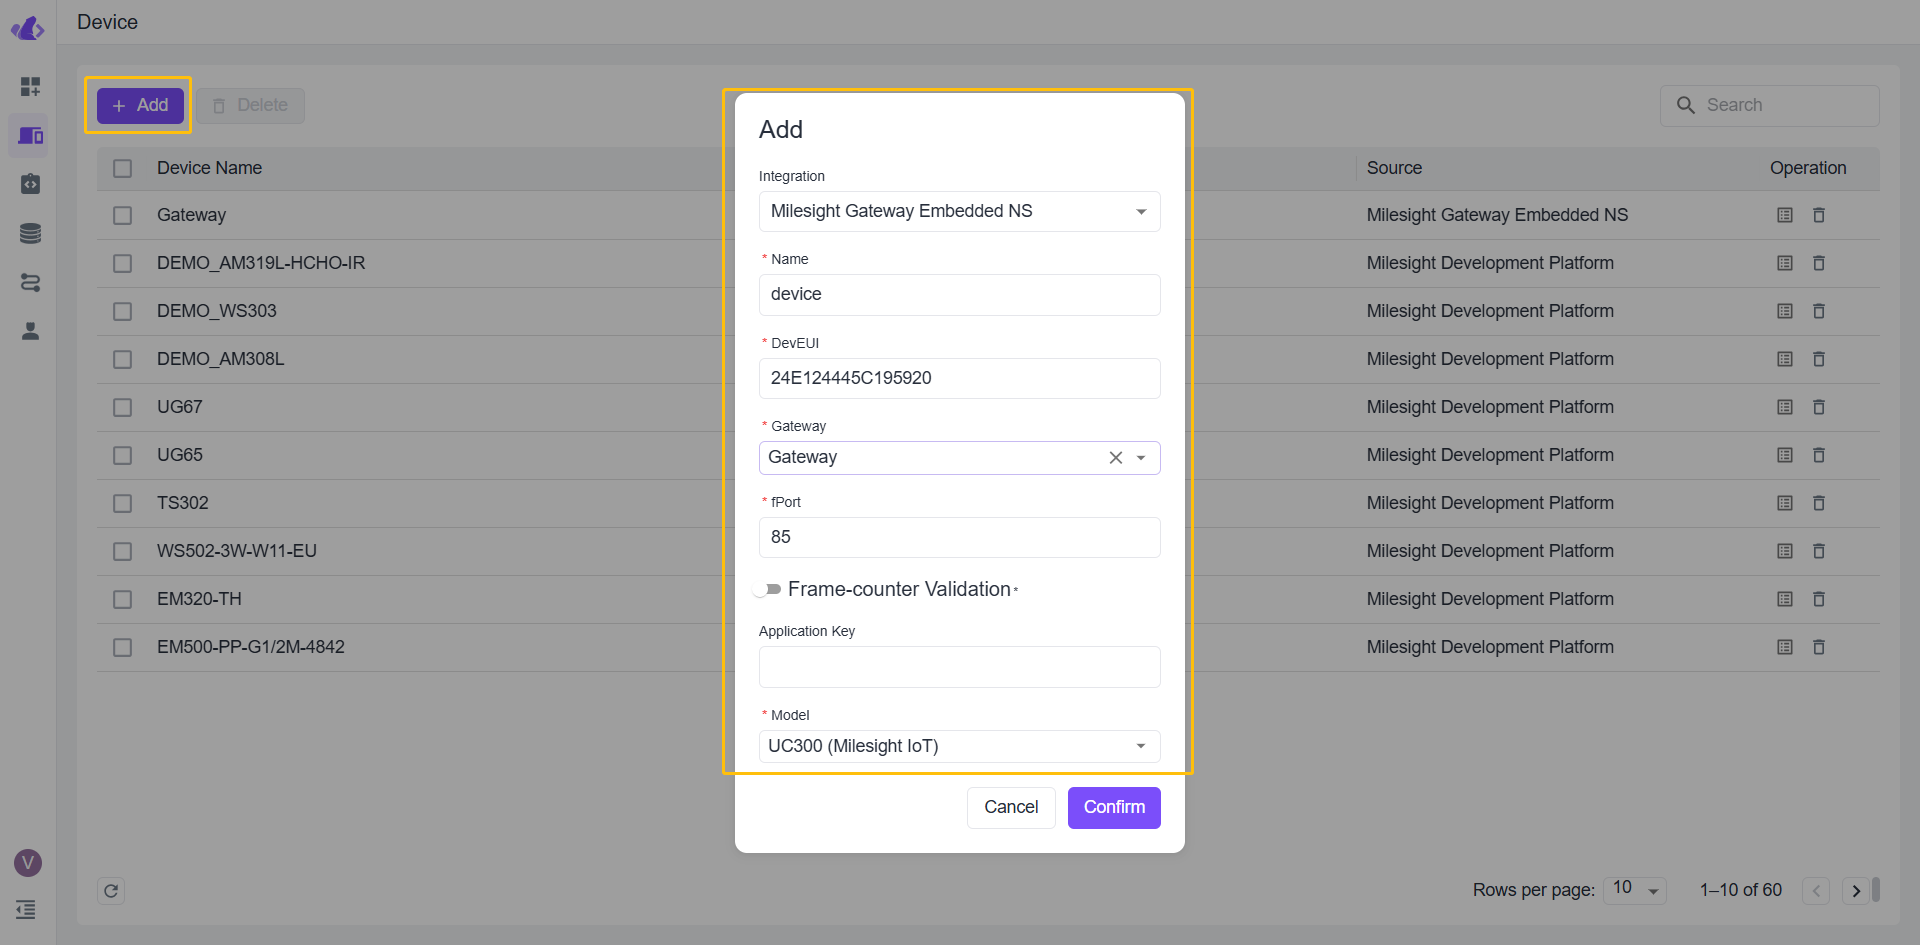 Device
+ Add
Delete
Search
Device Name
Source
Operation
Gateway
Milesight Gateway Embedded NS
DEMO_AM319L-HCHO-IR
Milesight Development Platform
DEMO_WS303
Milesight Development Platform
DEMO_AM308L
Milesight Development Platform
UG67
Milesight Development Platform
UG65
Milesight Development Platform
TS302
Milesight Development Platform
WS502-3W-W11-EU
Milesight Development Platform
EM320-TH
Milesight Development Platform
EM500-PP-G1/2M-4842
Milesight Development Platform
Add
Integration
Milesight Gateway Embedded NS
* Name
device
* DevEUI
24E124445C195920
* Gateway
Gateway
* fPort
85
Frame-counter Validation *
Application Key
* Model
UC300 (Milesight IoT)
Cancel
Confirm
V
Rows per page: 10
1–10 of 60